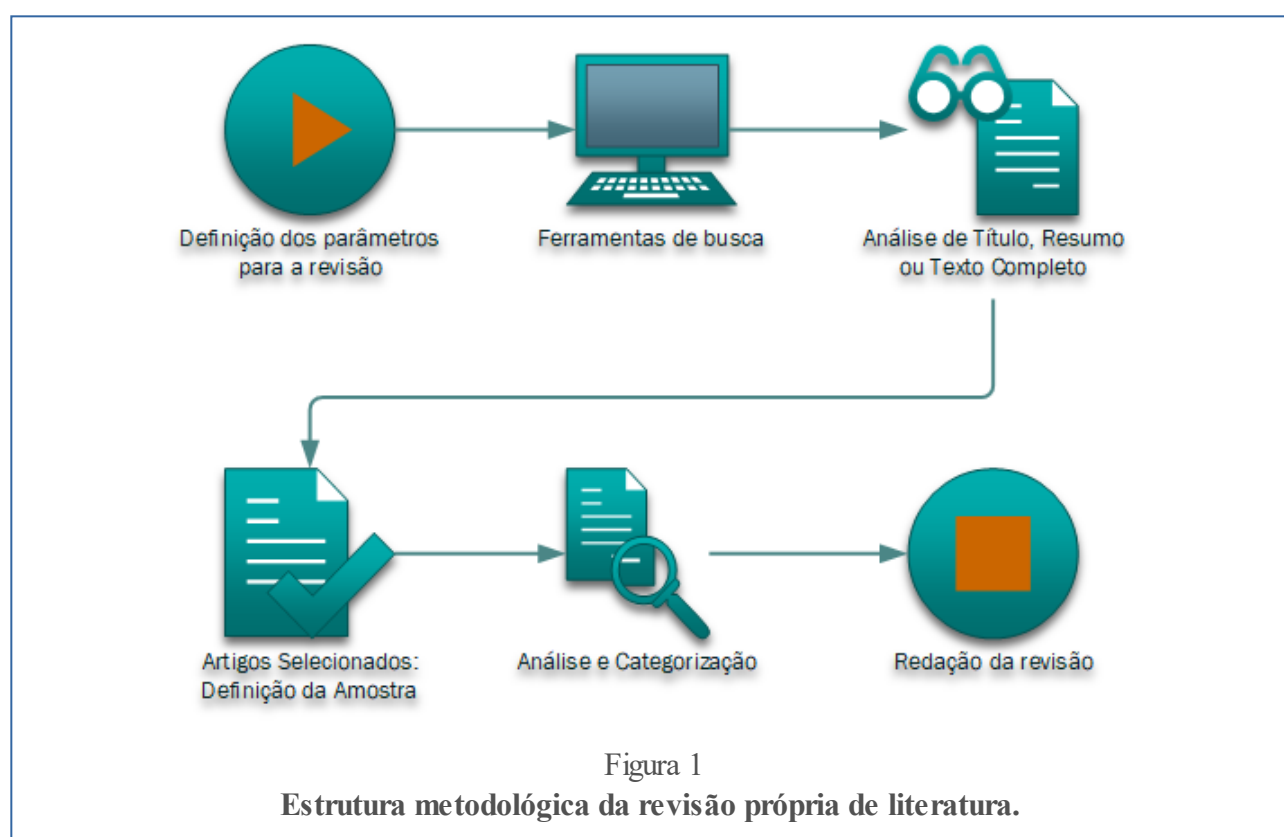 Definição dos parâmetros
para a revisão
Ferramentas de busca
Análise de Título, Resumo
ou Texto Completo
Artigos Selecionados:
Definição da Amostra
Análise e Categorização
Redação da revisão
Figura 1
Estrutura metodológica da revisão própria de literatura.